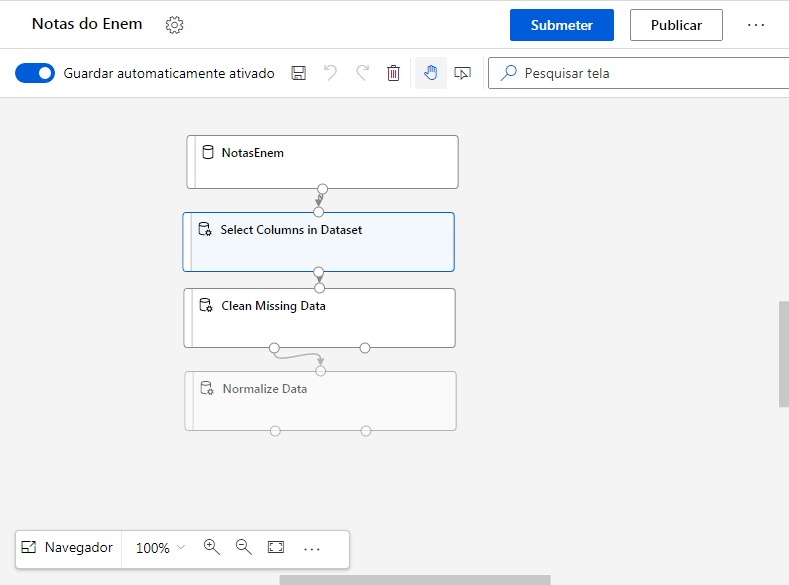 Notas do Enem
Submeter
Publicar
Guardar automaticamente ativado
Pesquisar tela
NotasEnem
Select Columns in Dataset
Clean Missing Data
Normalize Data
Navegador
100%